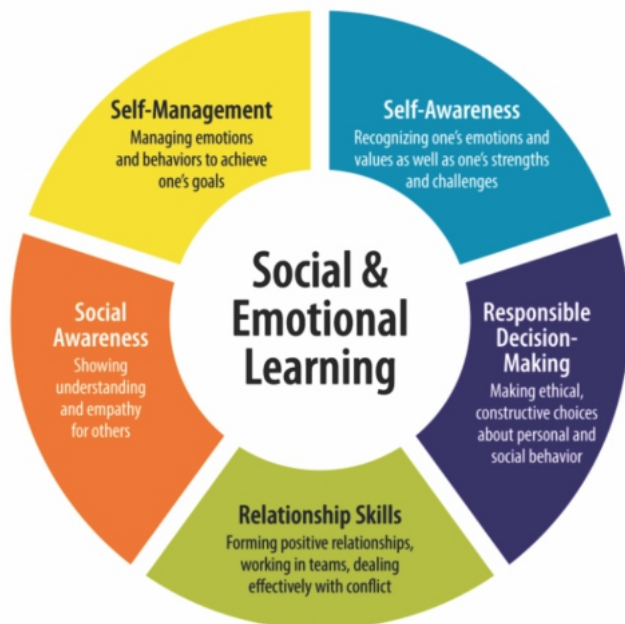 Social &
Emotional
Learning
Self-Management
Managing emotions
and behaviors to achieve
one's goals
Self-Awareness
Recognizing one's emotions and
values as well as one's strengths
and challenges
Social
Awareness
Showing
understanding
and empathy
for others
Responsible
Decision-
Making
Making ethical,
constructive choices
about personal and
social behavior
Relationship Skills
Forming positive relationships,
working in teams, dealing
effectively with conflict